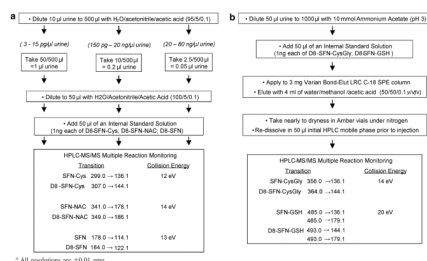 a
• Dilute 10 µl urine to 500 µl with H₂O/acetonitrile/acetic acid (95/5/0.1)
( 3 - 15 pg/µl urine)
(150 pg – 20 ng/µl urine)
(20 – 80 ng/µl urine)
Take 50/500 µl
=1 µl urine
Take 10/500 µl
= 0.2 µl urine
Take 2.5/500 µl
= 0.05 µl urine
• Dilute to 50 µl with H2O/Acetonitrile/Acetic Acid (100/5/0.1)
• Add 50 µl of an Internal Standard Solution
(1ng each of D8-SFN-Cys; D8-SFN-NAC; D8-SFN)
HPLC-MS/MS Multiple Reaction Monitoring
Transition Collision Energy
SFN-Cys 299.0 →136.1 12 eV
D8 -SFN-Cys 307.0 →144.1
SFN-NAC 341.0 →178.1 14 eV
D8-SFN-NAC 349.0 →186.1
SFN 178.0 →114.1 13 eV
D8-SFN 184.0 →122.1
* All resolutions are ±0.01 amu
b
• Dilute 50 µl urine to 1000 µl with 10 mmol Ammonium Acetate (pH 3)
• Add 50 µl of an Internal Standard Solution
(1ng each of D8-SFN-CysGly; D8-SFN-GSH )
• Apply to 3 mg Varian Bond-Elut LRC C-18 SPE column
• Elute with 4 ml of water/methanol /acetic acid (50/50/0.1 v/v/v)
• Take nearly to dryness in Amber vials under nitrogen
• Re-dissolve in 50 µl initial HPLC mobile phase prior to injection.
HPLC-MS/MS Multiple Reaction Monitoring
Transition Collision Energy
SFN-CysGly 356.0 →136.1 14 eV
D8-SFN-CysGly 364.0 →144.1
SFN-GSH 485.0 →136.1 20 eV
485.0 →179.1
D8-SFN-GSH 493.0 →144.1
493.0 →179.1